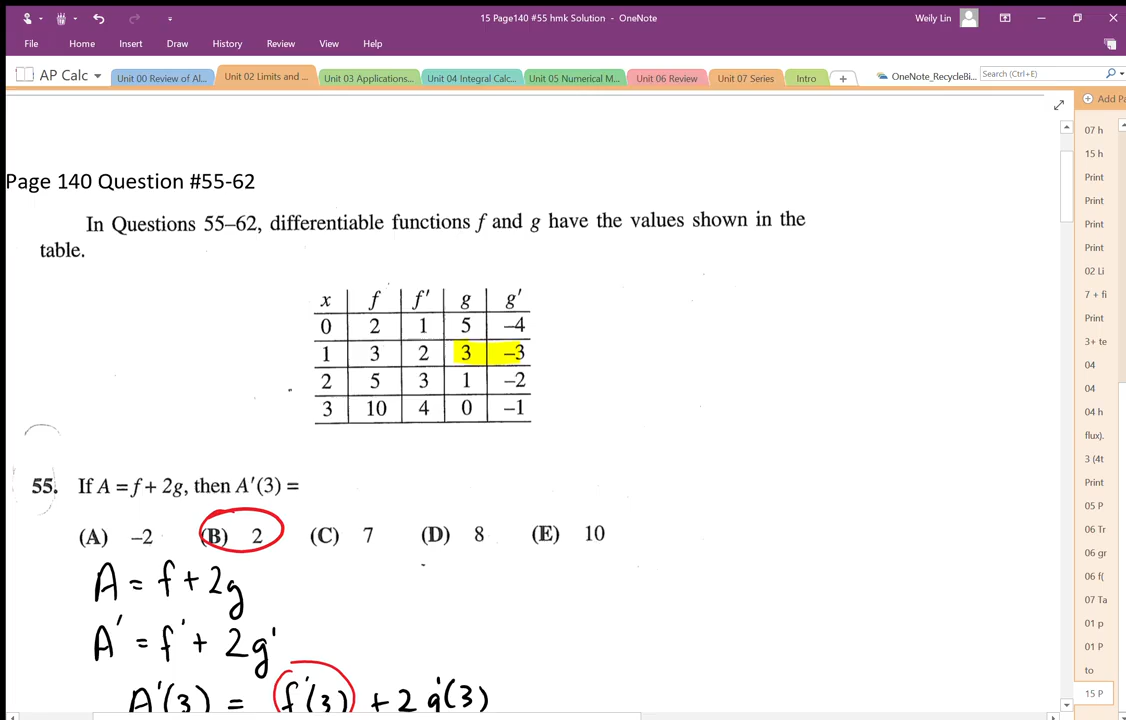 15 Page140 #55 hmk Solution - OneNote
Weily Lin
File Home Insert Draw History Review View Help
AP Calc
Unit 00 Review of Al...
Unit 02 Limits and ...
Unit 03 Applications...
Unit 04 Integral Calc...
Unit 05 Numerical M...
Unit 06 Review
Unit 07 Series
Intro
OneNote_RecycleBi...
Search (Ctrl+E)
Add Pa
Page 140 Question #55-62
In Questions 55–62, differentiable functions f and g have the values shown in the
table.
x f f′ g g′
0 2 1 5 –4
1 3 2 3 –3
2 5 3 1 –2
3 10 4 0 –1
55. If A = f + 2g, then A′(3) =
(A) –2 (B) 2 (C) 7 (D) 8 (E) 10
A = f + 2g
A' = f' + 2g'
A'(3) = f'(3) + 2g'(3)
07 h
15 h
Print
Print
Print
Print
02 Li
7 + fi
Print
3+ te
04
04
04 h
flux).
3 (4t
Print
05 P
06 Tr
06 gr
06 f(
07 Ta
01 p
01 P
to
15 P